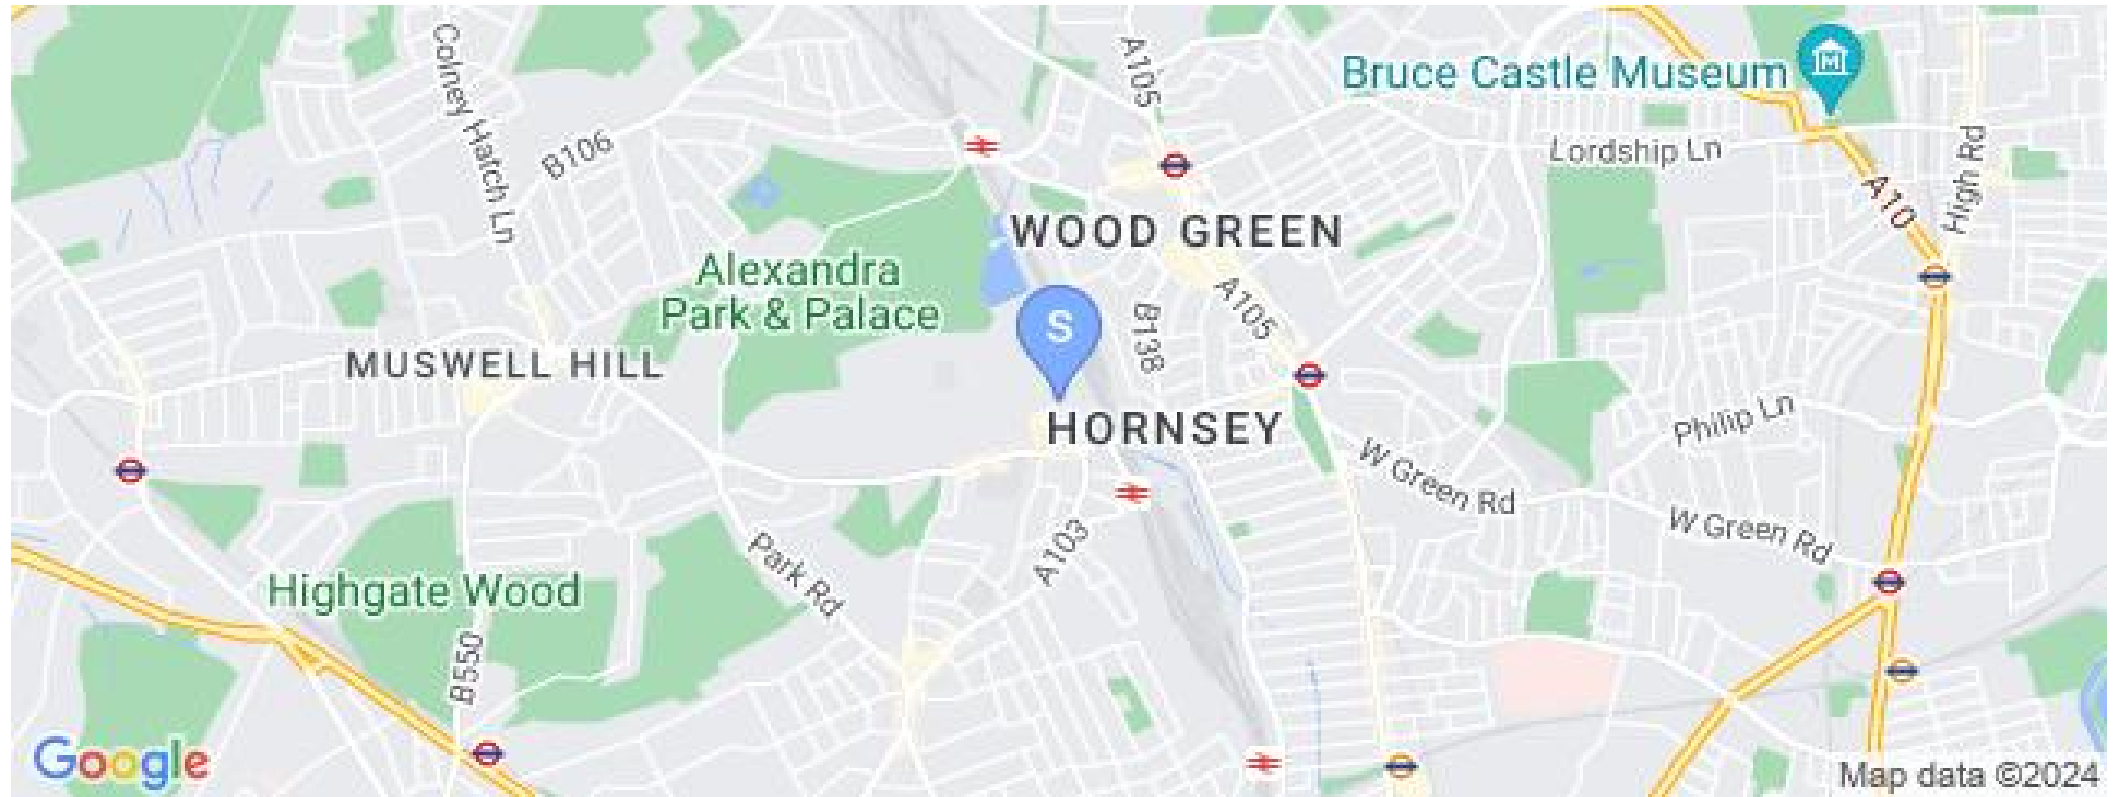 Colney Hatch Ln
B106
A105
Bruce Castle Museum
M
Lordship Ln
High Rd
A10
WOOD GREEN
Alexandra
Park & Palace
S
B138
A105
MUSWELL HILL
HORNSEY
Philip Ln
W Green Rd
W Green Rd
A103
Park Rd
Highgate Wood
B550
Google
Map data ©2024